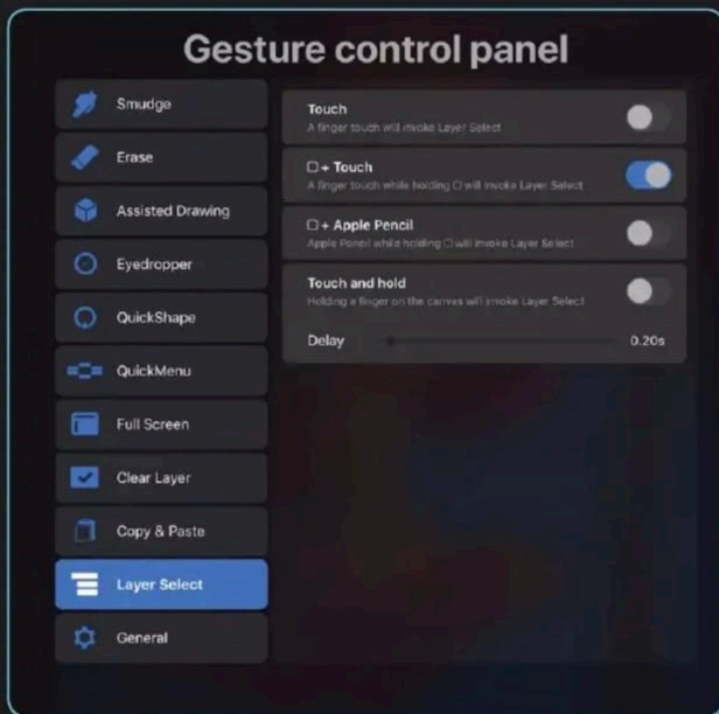 Gesture control panel
Smudge
Erase
Assisted Drawing
Eyedropper
QuickShape
QuickMenu
Full Screen
Clear Layer
Copy & Paste
Layer Select
General
Touch
A finger touch will invoke Layer Select
□ + Touch
A finger touch while holding □ will invoke Layer Select
□ + Apple Pencil
Apple Pencil while holding □ will invoke Layer Select
Touch and hold
Holding a finger on the canvas will invoke Layer Select
Delay 0.20s